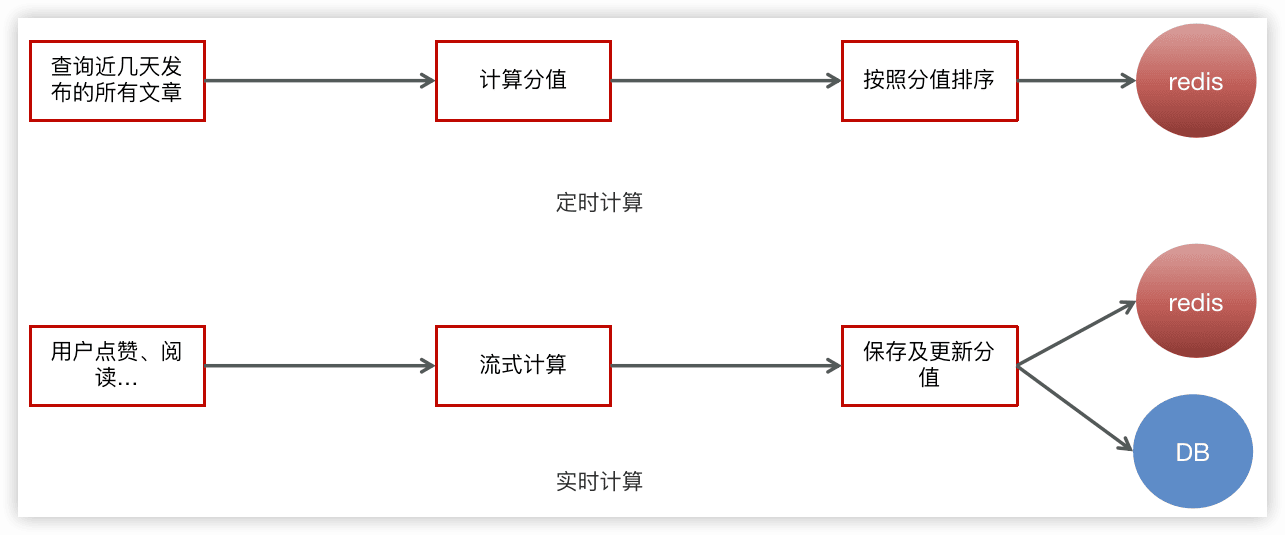 查询近几天发
布的所有文章
计算分值
按照分值排序
redis
定时计算
用户点赞、阅
读...
流式计算
保存及更新分
值
redis
DB
实时计算